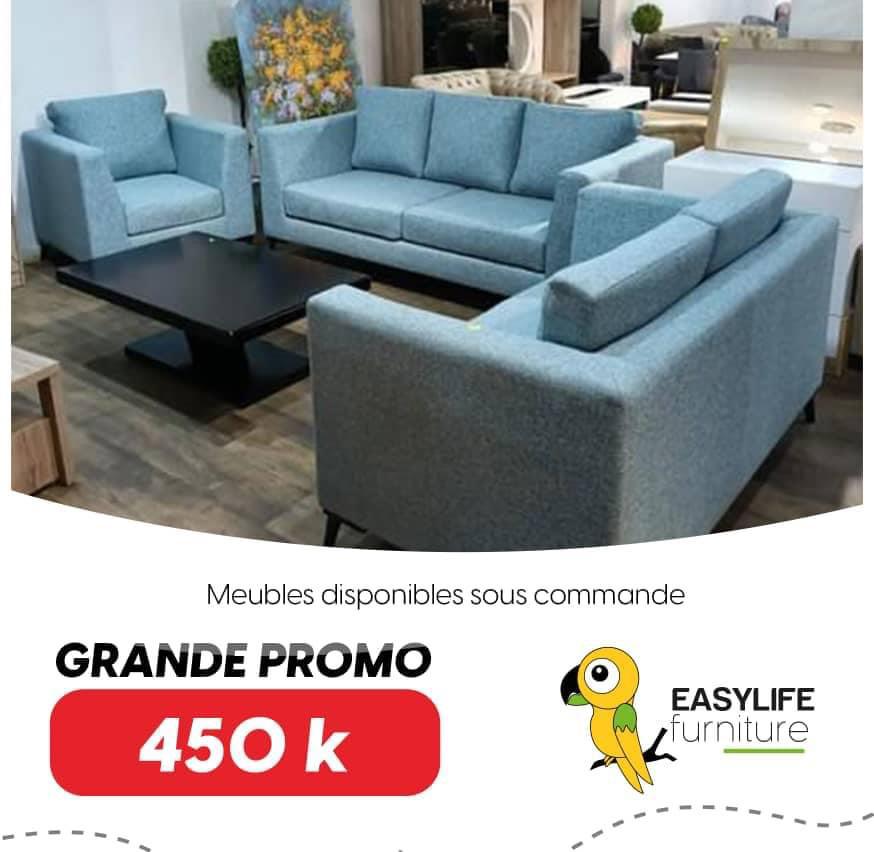 Meubles disponibles sous commande
GRANDE PROMO
450 k
EASYLIFE
furniture